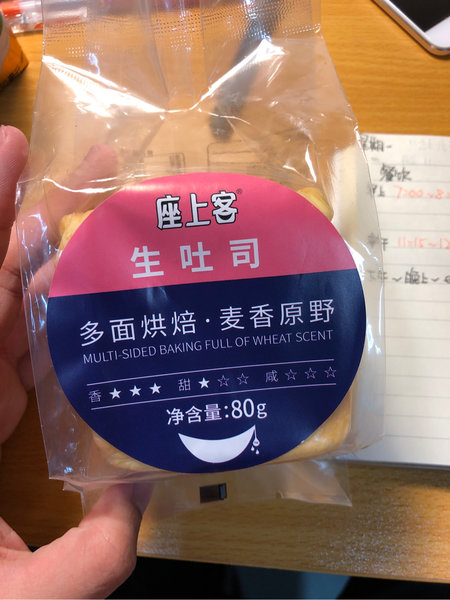 座上客®
生吐司
多面烘焙·麦香原野
MULTI-SIDED BAKING FULL OF WHEAT SCENT
香 ★★★ 甜 ★☆☆ 咸 ☆☆☆
净含量:80g